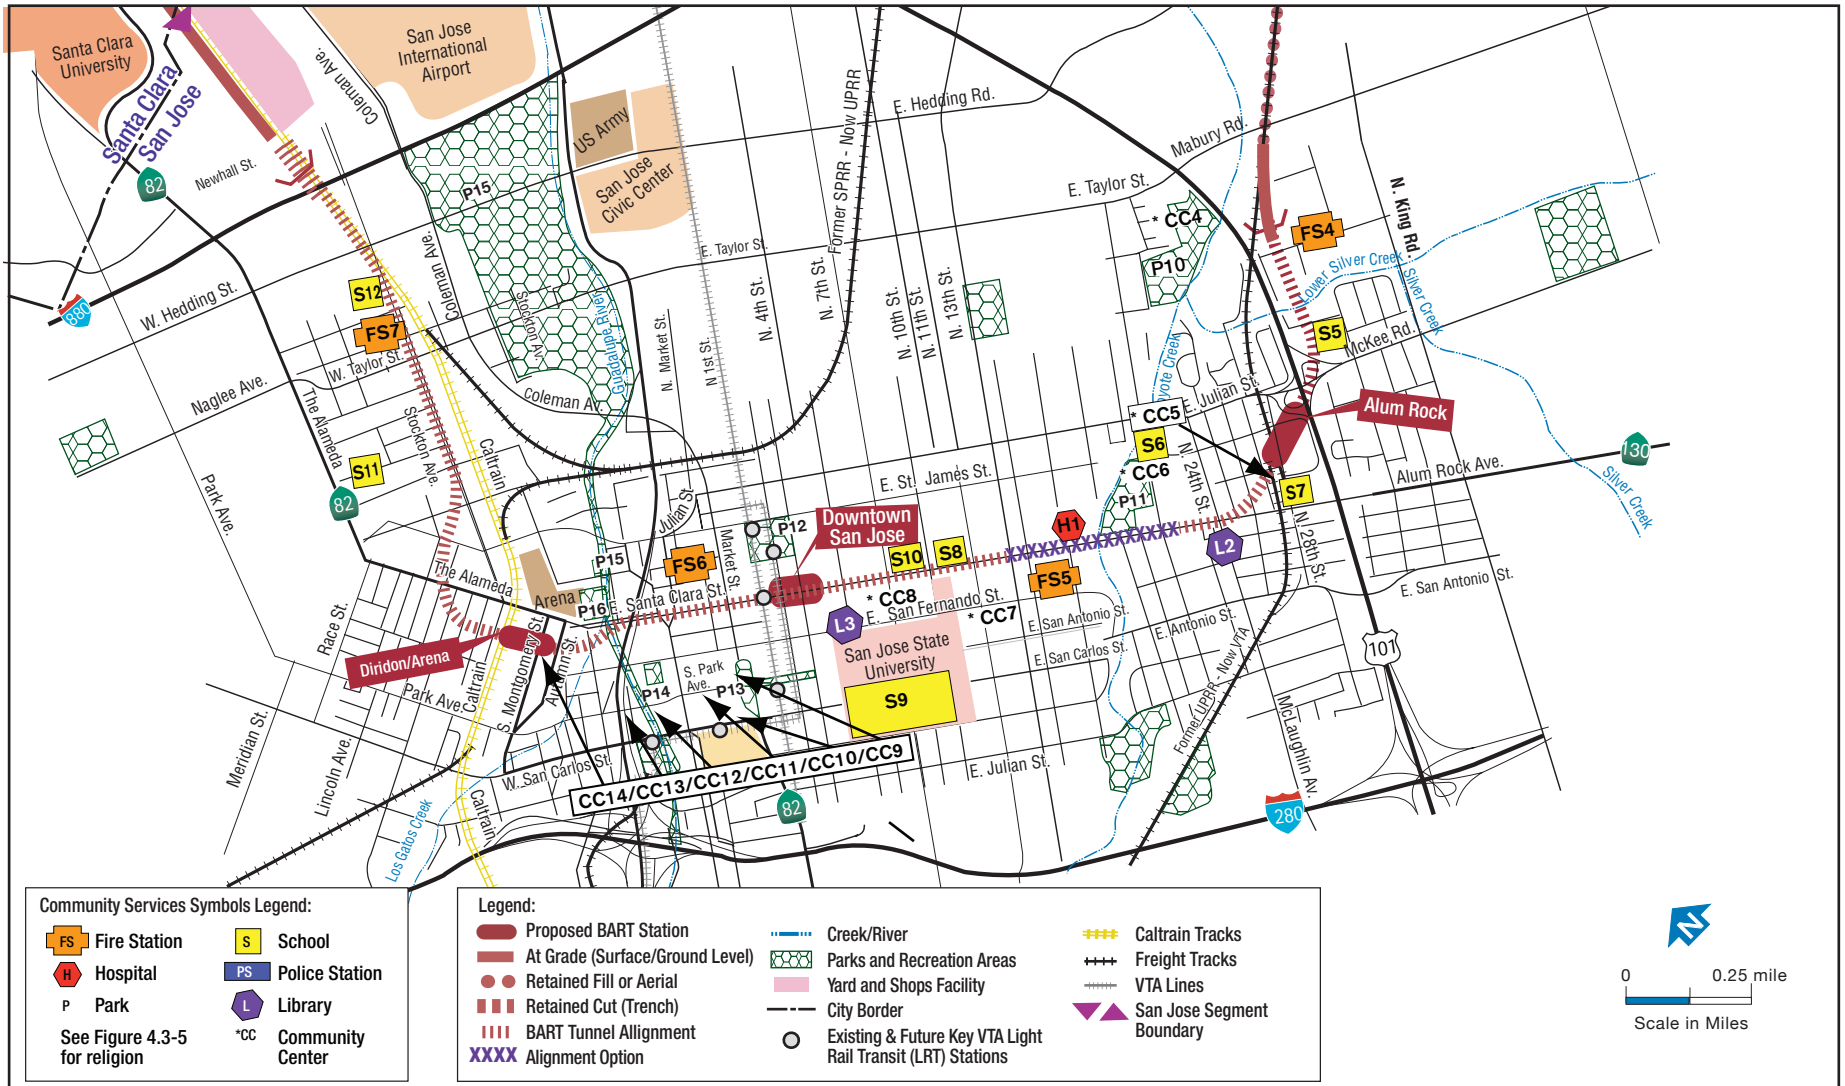 Santa Clara
University
San Jose
International
Airport
Coleman Ave.
Santa Clara
San Jose
82
Newhall St.
US Army
San Jose
Civic Center
P15
Former SPRR - Now UPRR
E. Hedding Rd.
Mabury Rd.
E. Taylor St.
* CC4
P10
N. King Rd.
FS4
Lower Silver Creek
Silver Creek
880
W. Hedding St.
S12
FS7
W. Taylor St.
Coleman Ave.
Stockton Av.
Guadalupe River
E. Taylor St.
N. Market St.
N 1st St.
N. 4th St.
N. 7th St.
N. 10th St.
N. 11th St.
N. 13th St.
S5
McKee Rd.
Naglee Ave.
The Alameda
Stockton Ave.
Coleman Av.
Caltrain
oyote Creek
E. Julian St.
* CC5
Alum Rock
S11
82
Park Ave.
S6
* CC6
P11
N. 24th St.
S7
Alum Rock Ave.
130
Silver Creek
E. St. James St.
Julian St.
Market St.
P12
Downtown
San Jose
S10
S8
H1
L2
N. 28th St.
FS6
P15
The Alameda
Arena
P16
E. Santa Clara St.
* CC8
E. San Fernando St.
L3
* CC7
FS5
E. San Antonio St.
E. San Antonio St.
E. Antonio St.
E. San Carlos St.
Race St.
Diridon/Arena
Park Ave.
Caltrain
S. Montgomery St.
Autumn St.
P14
S. Park
Ave.
P13
San Jose State
University
S9
Former UPRR - Now VTA
101
McLaughlin Av.
Meridian St.
Lincoln Ave.
W. San Carlos St.
CC14/CC13/CC12/CC11/CC10/CC9
E. Julian St.
82
280
Los Gatos Creek
Caltrain
Community Services Symbols Legend:
FS Fire Station
S School
H Hospital
PS Police Station
P Park
L Library
See Figure 4.3-5
for religion
*CC Community
Center
Legend:
Proposed BART Station
At Grade (Surface/Ground Level)
Retained Fill or Aerial
Retained Cut (Trench)
BART Tunnel Allignment
XXXX Alignment Option
Creek/River
Parks and Recreation Areas
Yard and Shops Facility
City Border
Existing & Future Key VTA Light
Rail Transit (LRT) Stations
Caltrain Tracks
Freight Tracks
VTA Lines
San Jose Segment
Boundary
N
0 0.25 mile
Scale in Miles